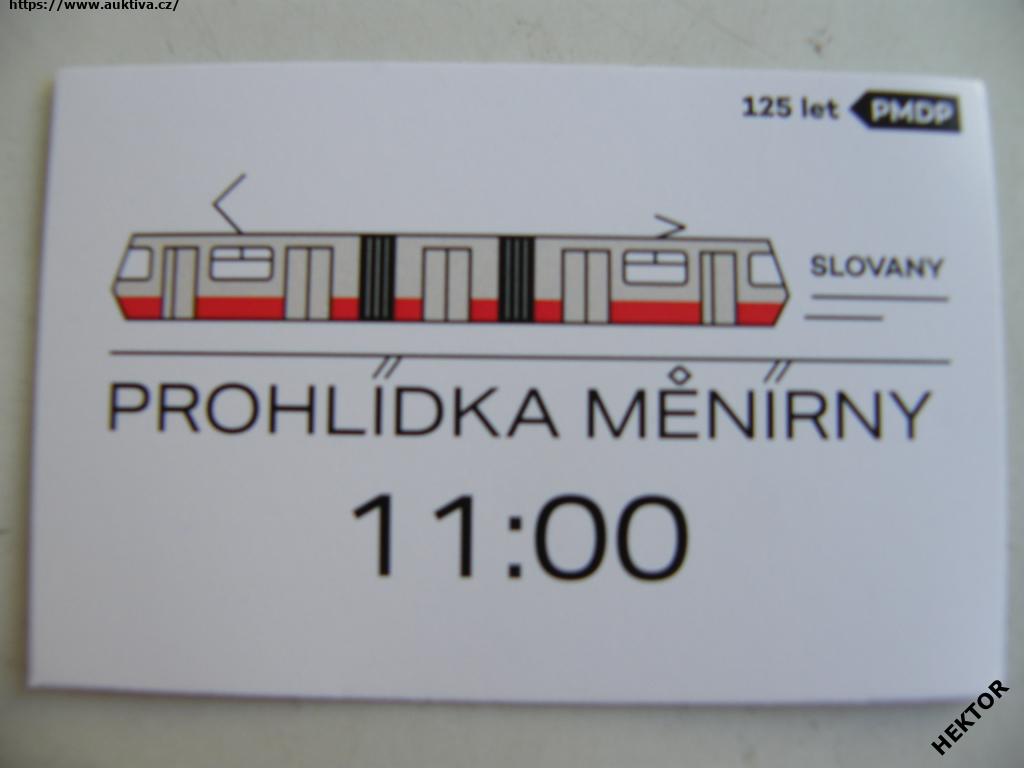 https://www.auktiva.cz/
125 let PMDP
SLOVANY
PROHLÍDKA MĚNÍRNY
11:00
HEKTOR